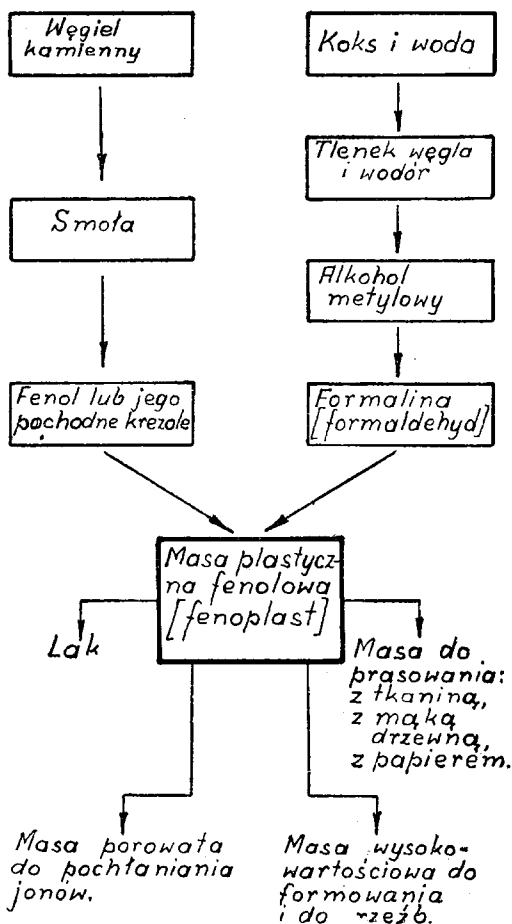 Węgiel
kamienny
Koks i woda
Tlenek węgla
i wodór
Smoła
Alkohol
metylowy
Fenol lub jego
pochodne krezole
Formalina
[formaldehyd]
Masa plastycz-
na fenolowa
[fenoplast]
Lak
Masa do
prasowania:
z tkaniną,
z mąką
drzewną,
z papierem.
Masa porowata
do pochłaniania
jonów.
Masa wysoko-
wartościowa do
formowania
i do rzeźb.